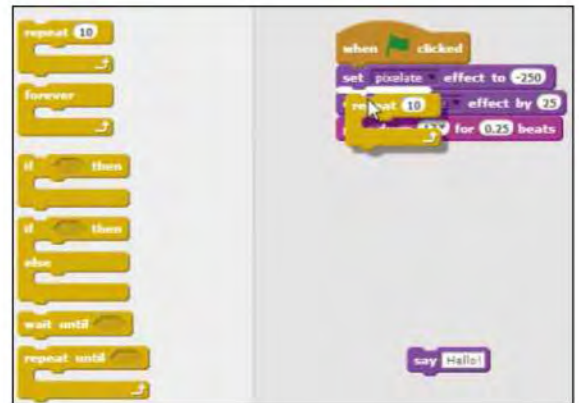 repeat 10
forever
if then
if then
else
wait until
repeat until
when clicked
set pixelate effect to -250
repeat 10 effect by 25
for 0.25 beats
say Hello!